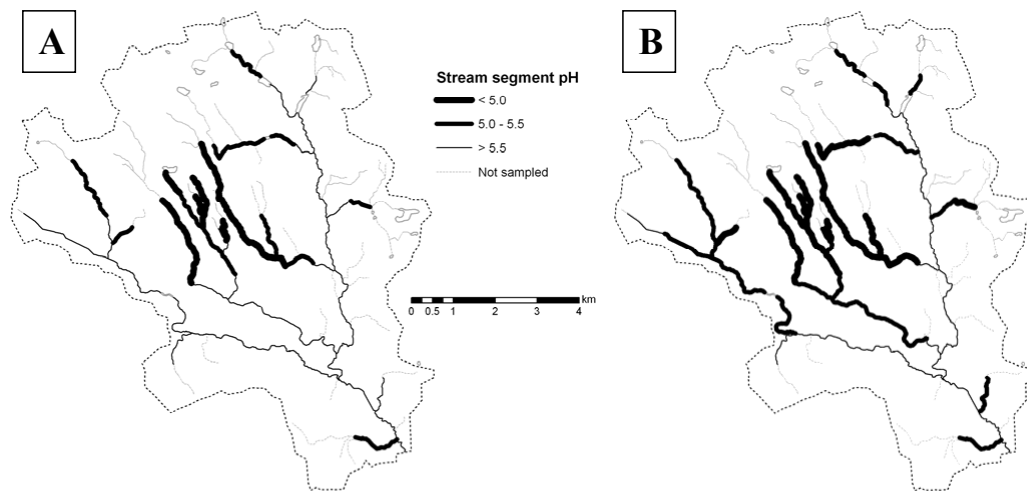 A
B
Stream segment pH
< 5.0
5.0 - 5.5
> 5.5
Not sampled
km
0 0.5 1 2 3 4